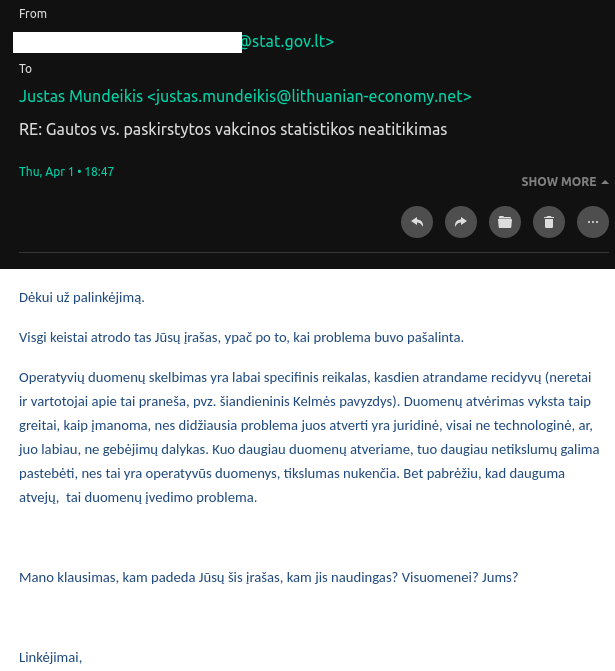 From
@stat.gov.lt>
To
Justas Mundeikis <justas.mundeikis@lithuanian-economy.net>
RE: Gautos vs. paskirstytos vakcinos statistikos neatitikimas
Thu, Apr 1 • 18:47
SHOW MORE
Dėkui už palinkėjimą.
Visgi keistai atrodo tas Jūsų įrašas, ypač po to, kai problema buvo pašalinta.
Operatyvių duomenų skelbimas yra labai specifinis reikalas, kasdien atrandame recidyvų (neretai
ir vartotojai apie tai praneša, pvz. šiandieninis Kelmės pavyzdys). Duomenų atvėrimas vyksta taip
greitai, kaip įmanoma, nes didžiausia problema juos atverti yra juridinė, visai ne technologinė, ar,
juo labiau, ne gebėjimų dalykas. Kuo daugiau duomenų atveriame, tuo daugiau netikslumų galima
pastebėti, nes tai yra operatyvūs duomenys, tikslumas nukenčia. Bet pabrėžiu, kad dauguma
atvejų,  tai duomenų įvedimo problema.
Mano klausimas, kam padeda Jūsų šis įrašas, kam jis naudingas? Visuomenei? Jums?
Linkėjimai,